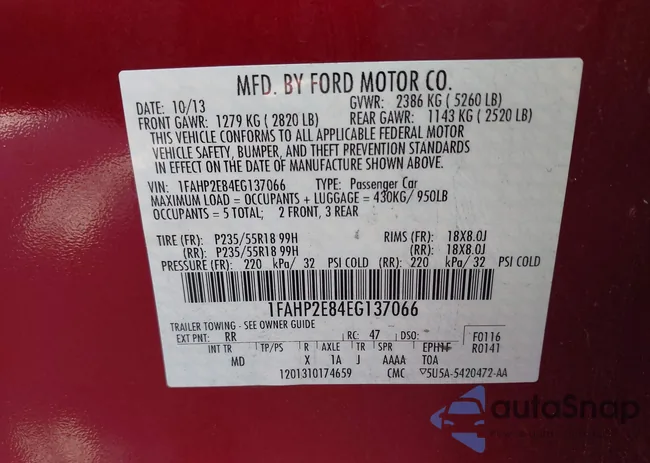 MFD. BY FORD MOTOR CO.
DATE: 10/13 GVWR: 2386 KG ( 5260 LB)
FRONT GAWR: 1279 KG ( 2820 LB) REAR GAWR: 1143 KG ( 2520 LB)
THIS VEHICLE CONFORMS TO ALL APPLICABLE FEDERAL MOTOR
VEHICLE SAFETY, BUMPER, AND THEFT PREVENTION STANDARDS
IN EFFECT ON THE DATE OF MANUFACTURE SHOWN ABOVE.
VIN: 1FAHP2E84EG137066 TYPE: Passenger Car
MAXIMUM LOAD = OCCUPANTS + LUGGAGE = 430KG/ 950LB
OCCUPANTS = 5 TOTAL; 2 FRONT, 3 REAR
TIRE (FR): P235/55R18 99H RIMS (FR): 18X8.0J
(RR): P235/55R18 99H (RR): 18X8.0J
PRESSURE (FR): 220 kPa/ 32 PSI COLD (RR): 220 kPa/ 32 PSI COLD
1FAHP2E84EG137066
TRAILER TOWING - SEE OWNER GUIDE
EXT PNT: RR RC: 47 DSO: F0116
INT TR TP/PS R AXLE TR SPR EPH1F R0141
MD X 1A J AAAA TOA
1201310174659 CMC ▽5U5A-5420472-AA
autoSnap